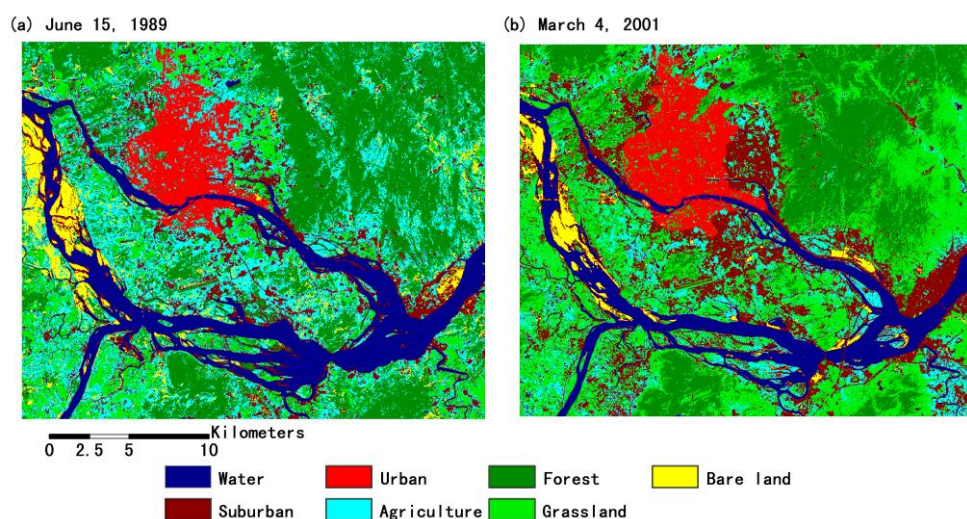 (a) June 15, 1989
(b) March 4, 2001
Kilometers
0 2.5 5 10
Water
Urban
Forest
Bare land
Suburban
Agriculture
Grassland